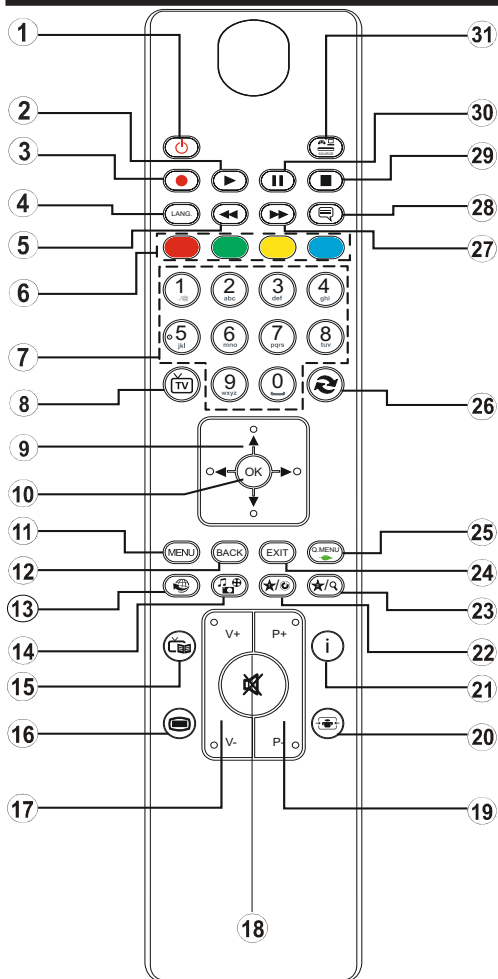 1
31
2
30
3
29
SOURCE
4
LANG.
28
5
27
6
1 ./@
2 abc
3 def
4 ghi
5 jkl
6 mno
7 pqrs
8 tuv
7
9 wxyz
0
8
TV
26
9
OK
10
11
MENU
BACK
EXIT
Q.MENU
25
12
24
13
23
14
22
V+
P+
i
15
21
16
20
V-
P-
17
19
18